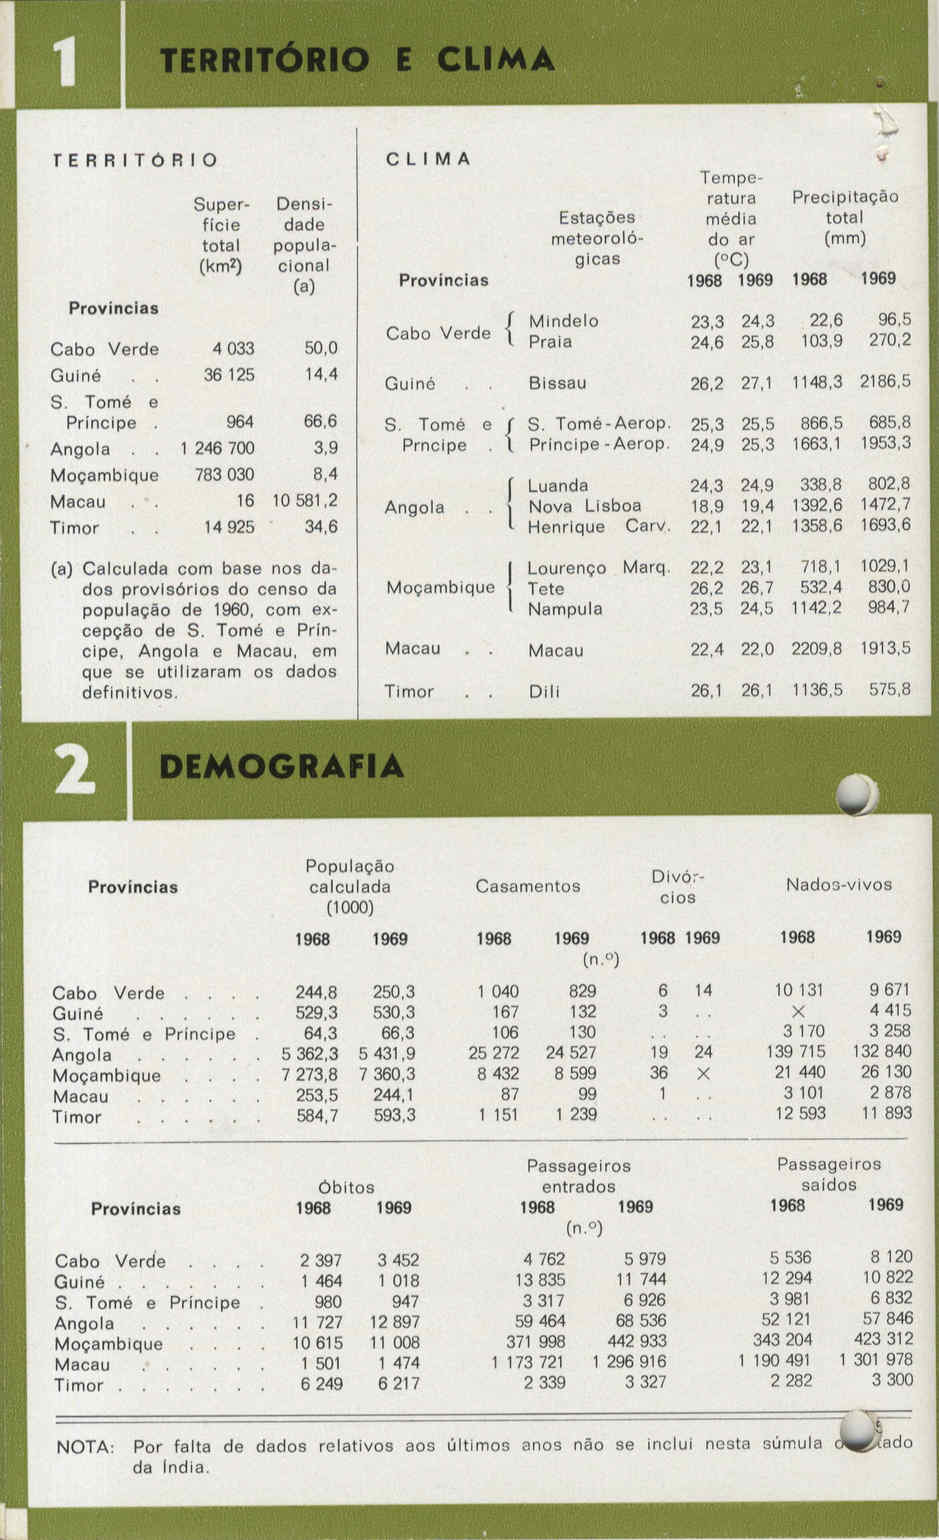 1 TERRITÓRIO E CLIMA
TERRITÓRIO
Super- Densi-
fície dade
total popula-
(km²) cional
(a)
Provincias
Cabo Verde 4 033 50,0
Guiné . . 36 125 14,4
S. Tomé e
Príncipe . 964 66,6
Angola . . 1 246 700 3,9
Moçambique 783 030 8,4
Macau . . 16 10 581,2
Timor . . 14 925 34,6
(a) Calculada com base nos da-
dos provisórios do censo da
população de 1960, com ex-
cepção de S. Tomé e Prín-
cipe, Angola e Macau, em
que se utilizaram os dados
definitivos.
CLIMA
Tempe-
ratura Precipitação
Estações média total
meteoroló- do ar (mm)
gicas (ºC)
Provincias 1968 1969 1968 1969
Cabo Verde { Mindelo 23,3 24,3 22,6 96,5
Praia 24,6 25,8 103,9 270,2
Guiné . . Bissau 26,2 27,1 1148,3 2186,5
S. Tomé e { S. Tomé-Aerop. 25,3 25,5 866,5 685,8
Prncipe . Príncipe-Aerop. 24,9 25,3 1663,1 1953,3
Luanda 24,3 24,9 338,8 802,8
Angola . . { Nova Lisboa 18,9 19,4 1392,6 1472,7
Henrique Carv. 22,1 22,1 1358,6 1693,6
Lourenço Marq. 22,2 23,1 718,1 1029,1
Moçambique { Tete 26,2 26,7 532,4 830,0
Nampula 23,5 24,5 1142,2 984,7
Macau . . Macau 22,4 22,0 2209,8 1913,5
Timor . . Dili 26,1 26,1 1136,5 575,8
2 DEMOGRAFIA
População
Provincias calculada Casamentos Divór- Nados-vivos
(1000) cios
1968 1969 1968 1969 1968 1969 1968 1969
(n.º)
Cabo Verde . . . . 244,8 250,3 1 040 829 6 14 10 131 9 671
Guiné . . . . . . 529,3 530,3 167 132 3 . . X 4 415
S. Tomé e Príncipe . 64,3 66,3 106 130 . . . . 3 170 3 258
Angola . . . . . . 5 362,3 5 431,9 25 272 24 527 19 24 139 715 132 840
Moçambique . . . . 7 273,8 7 360,3 8 432 8 599 36 X 21 440 26 130
Macau . . . . . . 253,5 244,1 87 99 1 . . 3 101 2 878
Timor . . . . . . 584,7 593,3 1 151 1 239 . . . . 12 593 11 893
Passageiros Passageiros
Óbitos entrados saídos
Provincias 1968 1969 1968 1969 1968 1969
(n.º)
Cabo Verde . . . . 2 397 3 452 4 762 5 979 5 536 8 120
Guiné . . . . . . . 1 464 1 018 13 835 11 744 12 294 10 822
S. Tomé e Príncipe . 980 947 3 317 6 926 3 981 6 832
Angola . . . . . . 11 727 12 897 59 464 68 536 52 121 57 846
Moçambique . . . . 10 615 11 008 371 998 442 933 343 204 423 312
Macau . . . . . . 1 501 1 474 1 173 721 1 296 916 1 190 491 1 301 978
Timor . . . . . . . 6 249 6 217 2 339 3 327 2 282 3 300
NOTA: Por falta de dados relativos aos últimos anos não se inclui nesta súmula
da Índia.